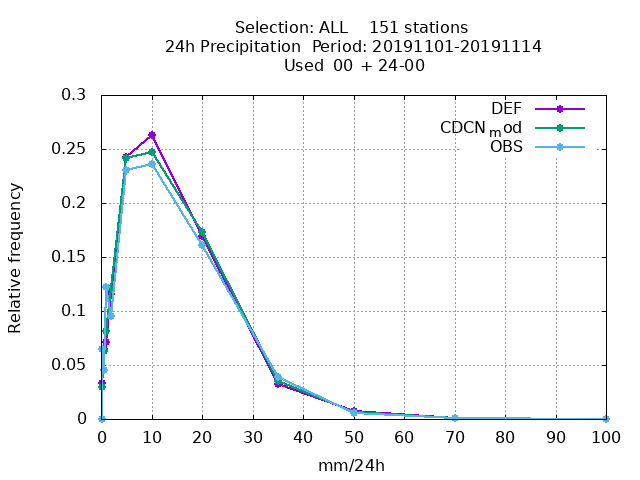 Selection: ALL    151 stations
24h Precipitation  Period: 20191101-20191114
Used  00 + 24-00
0.3
0.25
0.2
0.15
0.1
0.05
0
Relative frequency
DEF
CDCN_mod
OBS
0 10 20 30 40 50 60 70 80 90 100
mm/24h